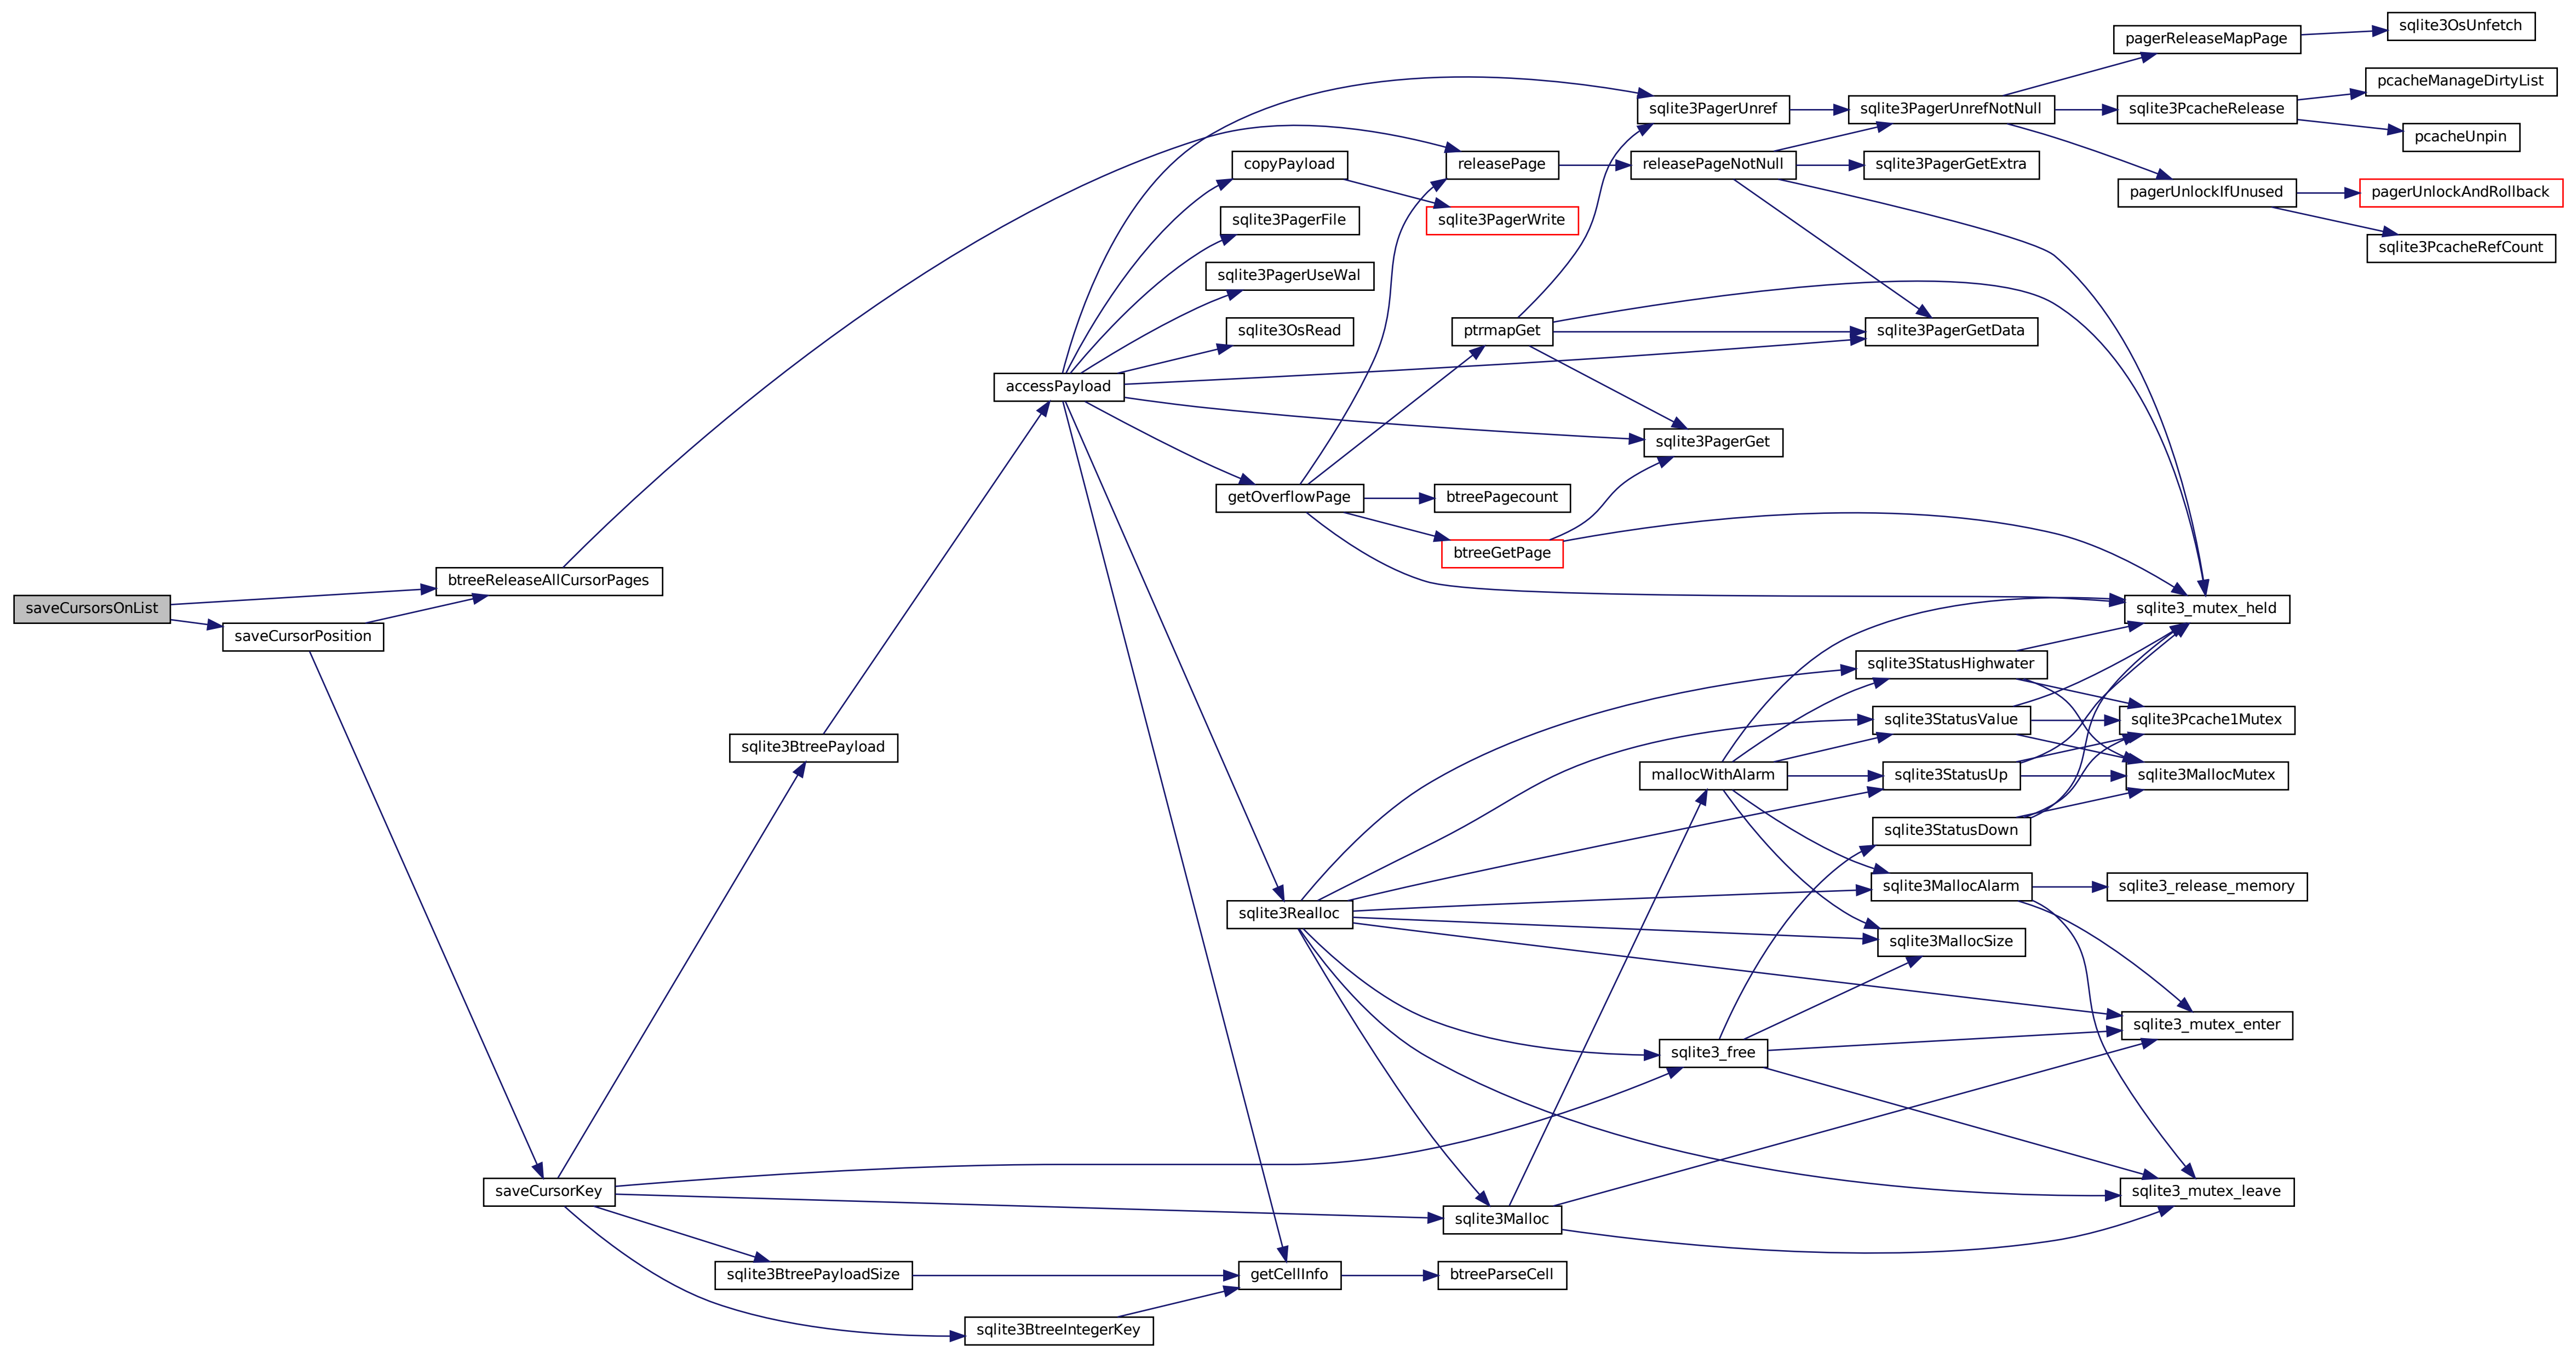 saveCursorsOnList
btreeReleaseAllCursorPages
saveCursorPosition
saveCursorKey
sqlite3BtreePayload
sqlite3BtreePayloadSize
sqlite3BtreeIntegerKey
accessPayload
copyPayload
sqlite3PagerFile
sqlite3PagerUseWal
sqlite3OsRead
getOverflowPage
sqlite3Realloc
getCellInfo
releasePage
sqlite3PagerWrite
ptrmapGet
btreePagecount
btreeGetPage
sqlite3Malloc
btreeParseCell
sqlite3PagerUnref
releasePageNotNull
sqlite3PagerGet
mallocWithAlarm
sqlite3_free
sqlite3PagerUnrefNotNull
sqlite3PagerGetExtra
sqlite3PagerGetData
sqlite3StatusHighwater
sqlite3StatusValue
sqlite3StatusUp
sqlite3StatusDown
sqlite3MallocAlarm
sqlite3MallocSize
pagerReleaseMapPage
sqlite3PcacheRelease
pagerUnlockIfUnused
sqlite3_mutex_held
sqlite3Pcache1Mutex
sqlite3MallocMutex
sqlite3_release_memory
sqlite3_mutex_enter
sqlite3_mutex_leave
sqlite3OsUnfetch
pcacheManageDirtyList
pcacheUnpin
pagerUnlockAndRollback
sqlite3PcacheRefCount